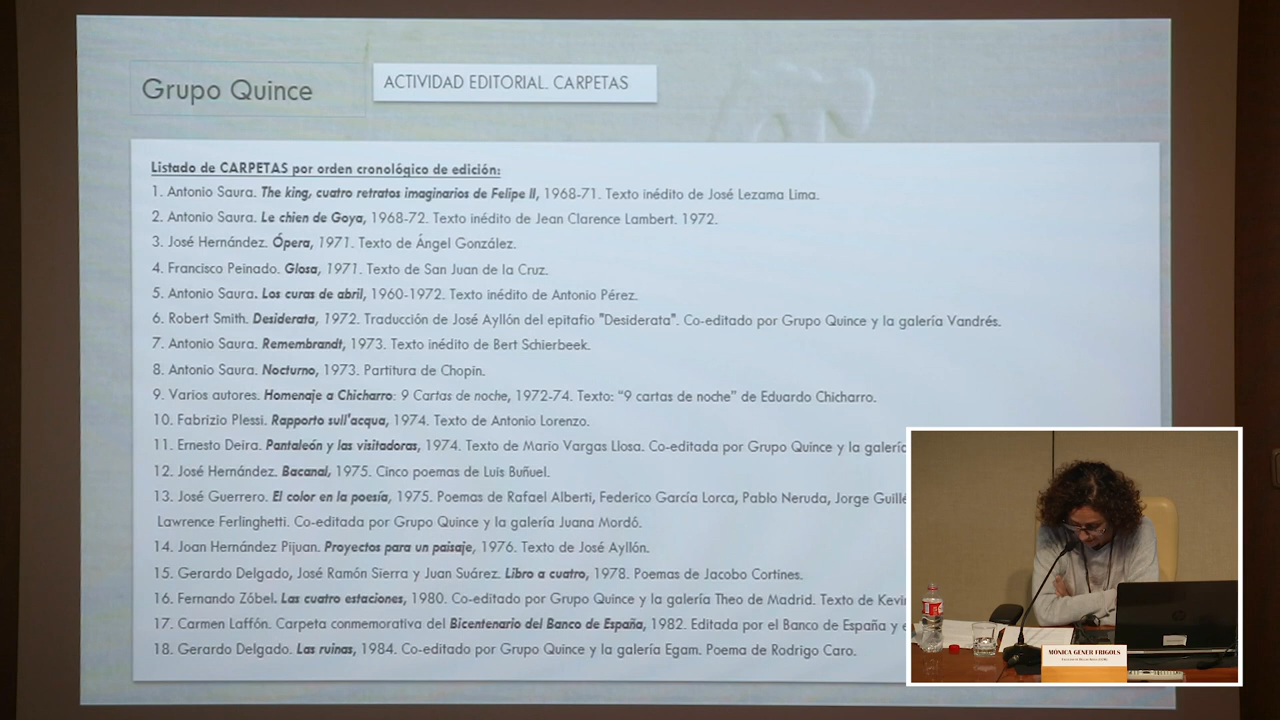 Grupo Quince
ACTIVIDAD EDITORIAL. CARPETAS
Listado de CARPETAS por orden cronológico de edición:
1. Antonio Saura. The king, cuatro retratos imaginarios de Felipe II, 1968-71. Texto inédito de José Lezama Lima.
2. Antonio Saura. Le chien de Goya, 1968-72. Texto inédito de Jean Clarence Lambert. 1972.
3. José Hernández. Ópera, 1971. Texto de Ángel González.
4. Francisco Peinado. Glosa, 1971. Texto de San Juan de la Cruz.
5. Antonio Saura. Los curas de abril, 1960-1972. Texto inédito de Antonio Pérez.
6. Robert Smith. Desiderata, 1972. Traducción de José Ayllón del epitafio "Desiderata". Co-editado por Grupo Quince y la galería Vandrés.
7. Antonio Saura. Remembrandt, 1973. Texto inédito de Bert Schierbeek.
8. Antonio Saura. Nocturno, 1973. Partitura de Chopin.
9. Varios autores. Homenaje a Chicharro: 9 Cartas de noche, 1972-74. Texto: “9 cartas de noche” de Eduardo Chicharro.
10. Fabrizio Plessi. Rapporto sull'acqua, 1974. Texto de Antonio Lorenzo.
11. Ernesto Deira. Pantaleón y las visitadoras, 1974. Texto de Mario Vargas Llosa. Co-editada por Grupo Quince y la galería
12. José Hernández. Bacanal, 1975. Cinco poemas de Luis Buñuel.
13. José Guerrero. El color en la poesía, 1975. Poemas de Rafael Alberti, Federico García Lorca, Pablo Neruda, Jorge Guillé
Lawrence Ferlinghetti. Co-editada por Grupo Quince y la galería Juana Mordó.
14. Joan Hernández Pijuan. Proyectos para un paisaje, 1976. Texto de José Ayllón.
15. Gerardo Delgado, José Ramón Sierra y Juan Suárez. Libro a cuatro, 1978. Poemas de Jacobo Cortines.
16. Fernando Zóbel. Las cuatro estaciones, 1980. Co-editado por Grupo Quince y la galería Theo de Madrid. Texto de Kevin
17. Carmen Laffón. Carpeta conmemorativa del Bicentenario del Banco de España, 1982. Editada por el Banco de España y e
18. Gerardo Delgado. Las ruinas, 1984. Co-editado por Grupo Quince y la galería Egam. Poema de Rodrigo Caro.
MÓNICA GENER FRIGOLS